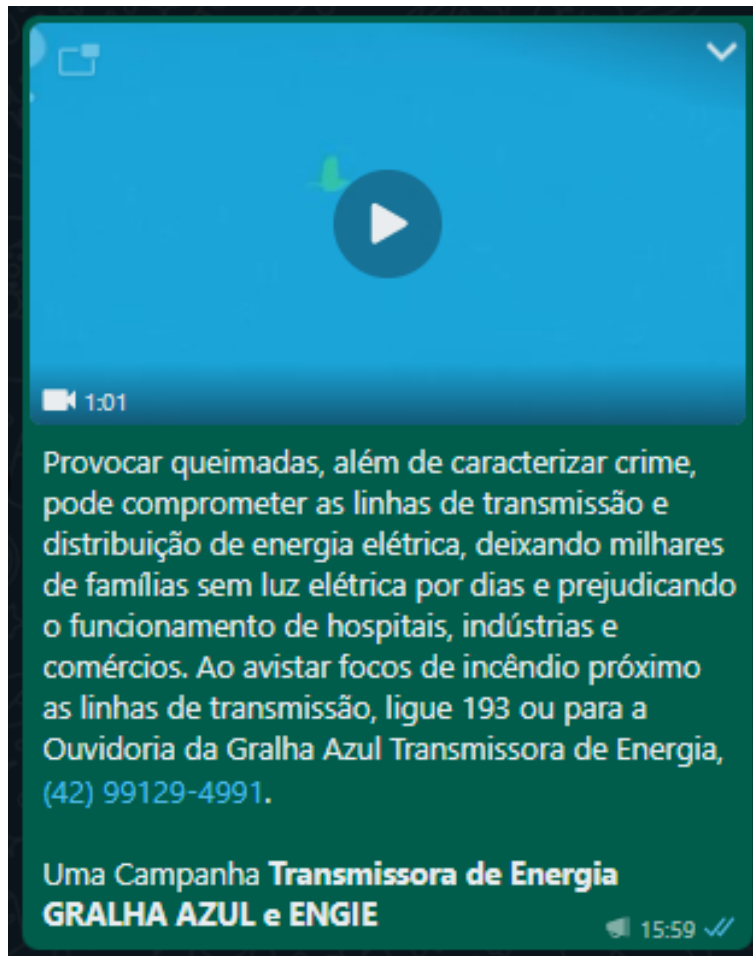 1:01
Provocar queimadas, além de caracterizar crime,
pode comprometer as linhas de transmissão e
distribuição de energia elétrica, deixando milhares
de famílias sem luz elétrica por dias e prejudicando
o funcionamento de hospitais, indústrias e
comércios. Ao avistar focos de incêndio próximo
as linhas de transmissão, ligue 193 ou para a
Ouvidoria da Gralha Azul Transmissora de Energia,
(42) 99129-4991.
Uma Campanha Transmissora de Energia
GRALHA AZUL e ENGIE
15:59